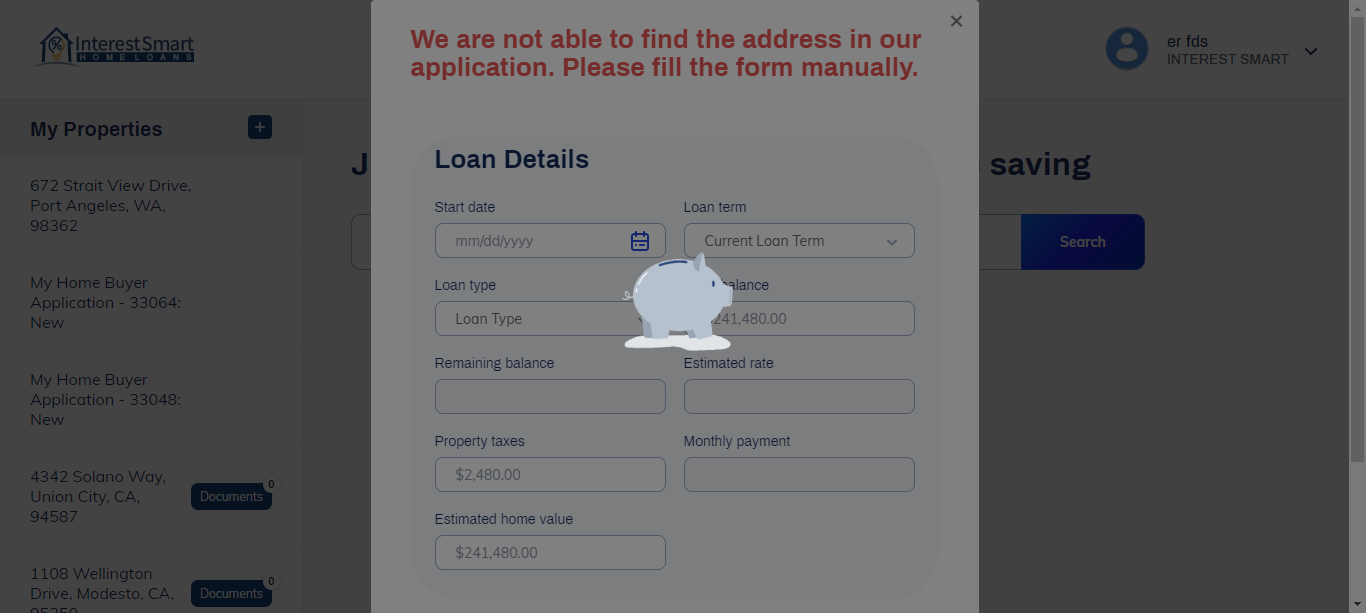 InterestSmart
HOME LOANS
We are not able to find the address in our
application. Please fill the form manually.
er fds
INTEREST SMART
My Properties
672 Strait View Drive,
Port Angeles, WA,
98362
My Home Buyer
Application - 33064:
New
My Home Buyer
Application - 33048:
New
4342 Solano Way,
Union City, CA,
94587
Documents
0
1108 Wellington
Drive, Modesto, CA,
Documents
0
J
saving
Search
Loan Details
Start date
mm/dd/yyyy
Loan term
Current Loan Term
Loan type
Loan Type
alance
241,480.00
Remaining balance
Estimated rate
Property taxes
$2,480.00
Monthly payment
Estimated home value
$241,480.00